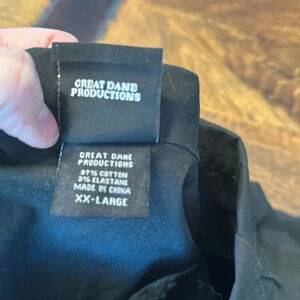 GREAT DANE
PRODUCTIONS
GREAT DANE
PRODUCTIONS
97% COTTON
3% ELASTANE
MADE IN CHINA
XX-LARGE